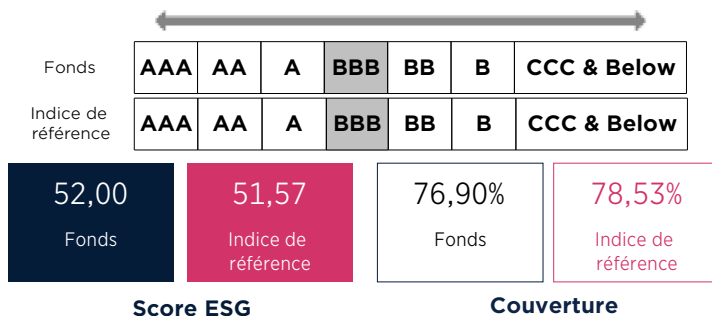 Fonds AAA AA A BBB BB B CCC & Below
Indice de
référence AAA AA A BBB BB B CCC & Below
52,00 51,57 76,90% 78,53%
Fonds Indice de
référence Fonds Indice de
référence
Score ESG Couverture